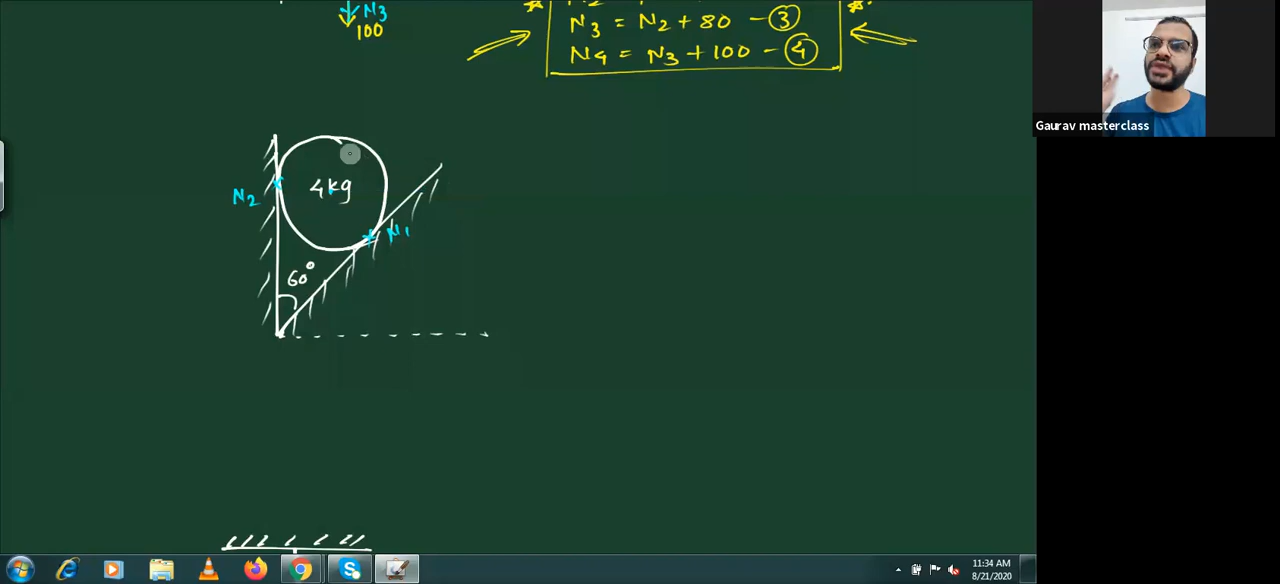 N3
100
N3 = N2 + 80 - 3
N4 = N3 + 100 - 4
4kg
N2
N1
60°
Gaurav masterclass
11:34 AM
8/21/2020